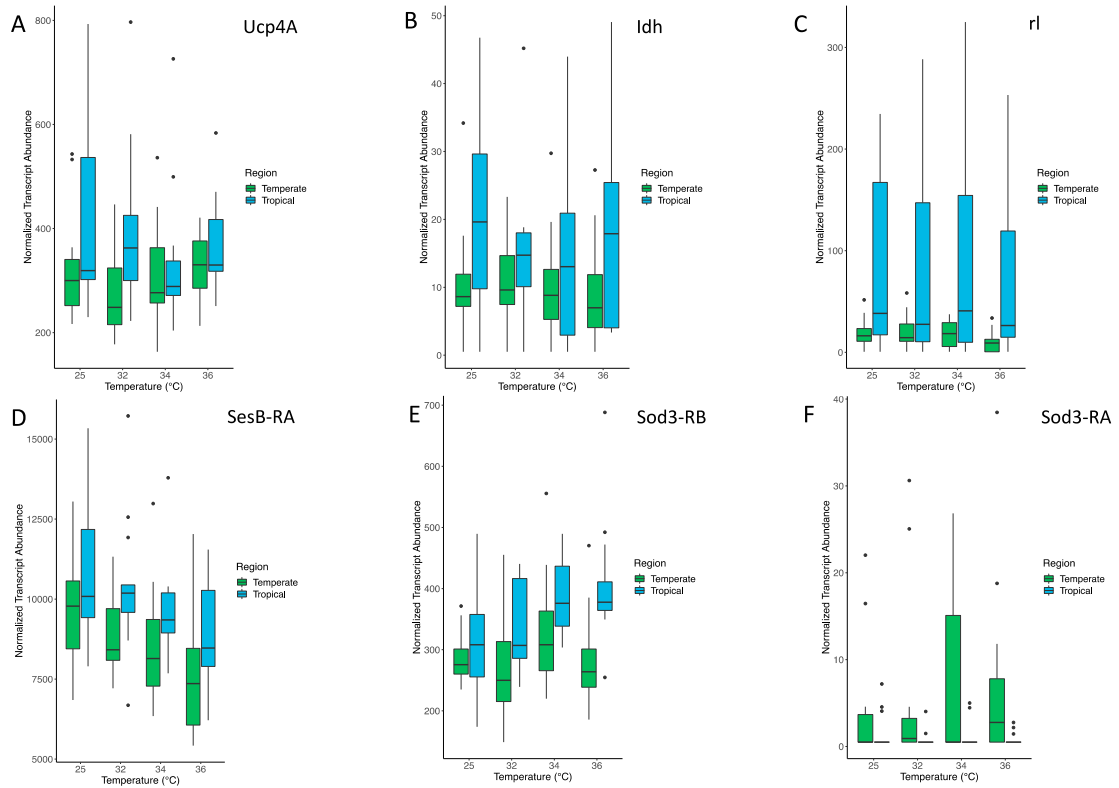 A
Ucp4A
Normalized Transcript Abundance
800
600
400
200
25
32
34
36
Temperature (°C)
Region
Temperate
Tropical
B
Idh
Normalized Transcript Abundance
50
40
30
20
10
0
25
32
34
36
Temperature (°C)
Region
Temperate
Tropical
C
rl
Normalized Transcript Abundance
300
200
100
0
25
32
34
36
Temperature (°C)
Region
Temperate
Tropical
D
SesB-RA
Normalized Transcript Abundance
15000
12500
10000
7500
5000
25
32
34
36
Temperature (°C)
Region
Temperate
Tropical
E
Sod3-RB
Normalized Transcript Abundance
700
600
500
400
300
200
25
32
34
36
Temperature (°C)
Region
Temperate
Tropical
F
Sod3-RA
Normalized Transcript Abundance
40
30
20
10
0
25
32
34
36
Temperature (°C)
Region
Temperate
Tropical